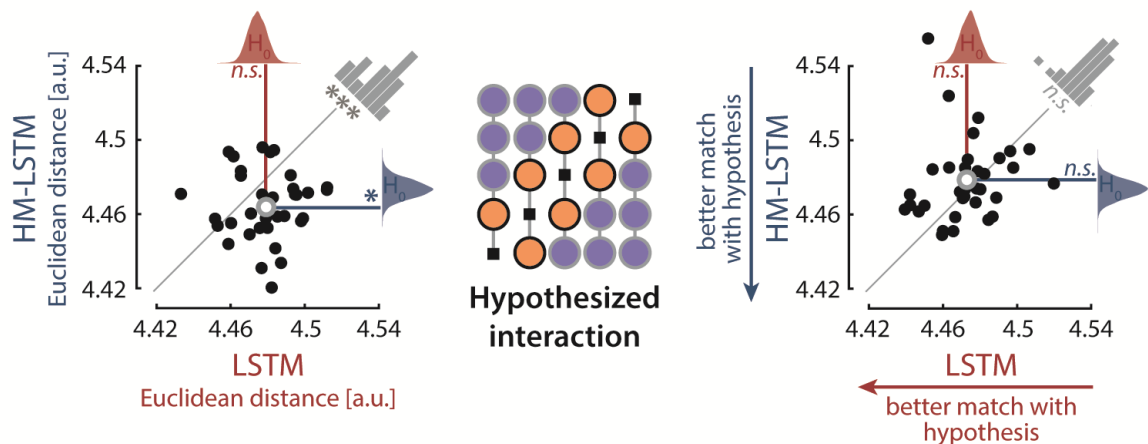 HM-LSTM
Euclidean distance [a.u.]
4.54
4.5
4.46
4.42
H0
n.s.
***
*
H0
4.42 4.46 4.5 4.54
LSTM
Euclidean distance [a.u.]
Hypothesized
interaction
better match
with hypothesis
HM-LSTM
4.54
4.5
4.46
4.42
H0
n.s.
n.s.
n.s.
H0
4.42 4.46 4.5 4.54
LSTM
better match with
hypothesis